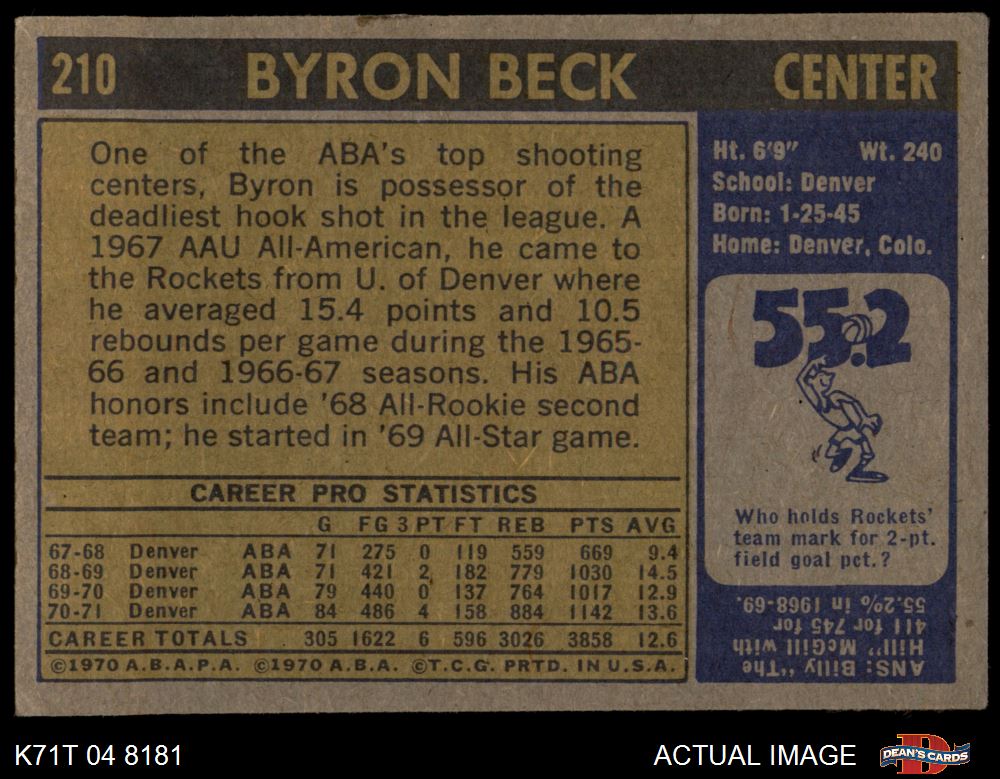 210 BYRON BECK CENTER
One of the ABA's top shooting
centers, Byron is possessor of the
deadliest hook shot in the league. A
1967 AAU All-American, he came to
the Rockets from U. of Denver where
he averaged 15.4 points and 10.5
rebounds per game during the 1965-
66 and 1966-67 seasons. His ABA
honors include '68 All-Rookie second
team; he started in '69 All-Star game.
CAREER PRO STATISTICS
G FG 3 PT FT REB PTS AVG
67-68 Denver ABA 71 275 0 119 559 669 9.4
68-69 Denver ABA 71 421 2 182 779 1030 14.5
69-70 Denver ABA 79 440 0 137 764 1017 12.9
70-71 Denver ABA 84 486 4 158 884 1142 13.6
CAREER TOTALS 305 1622 6 596 3026 3858 12.6
©1970 A.B.A.P.A. ©1970 A.B.A. ©T.C.G. PRTD. IN U.S.A.
Ht. 6'9" Wt. 240
School: Denver
Born: 1-25-45
Home: Denver, Colo.
55.2
Who holds Rockets'
team mark for 2-pt.
field goal pct.?
ANS: Billy "The
Hill" McGill with
411 for 745 for
55.2% in 1968-69.
K71T 04 8181
ACTUAL IMAGE
DEAN'S CARDS